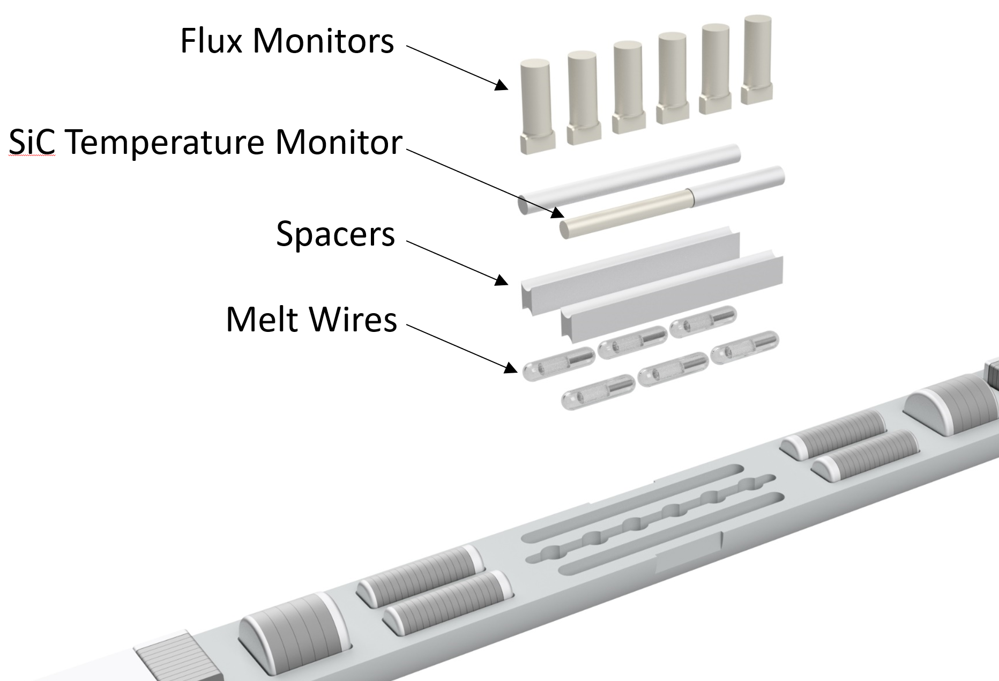 Flux Monitors
SiC Temperature Monitor
Spacers
Melt Wires